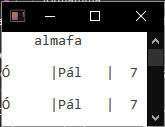 almafa
Ó |Pál | 7
Ó |Pál | 7